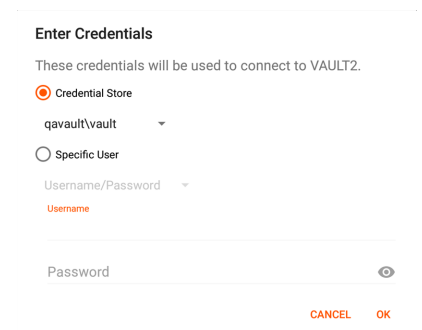 Enter Credentials
These credentials will be used to connect to VAULT2.
Credential Store
qavault\vault
Specific User
Username/Password
Username
Password
CANCEL OK